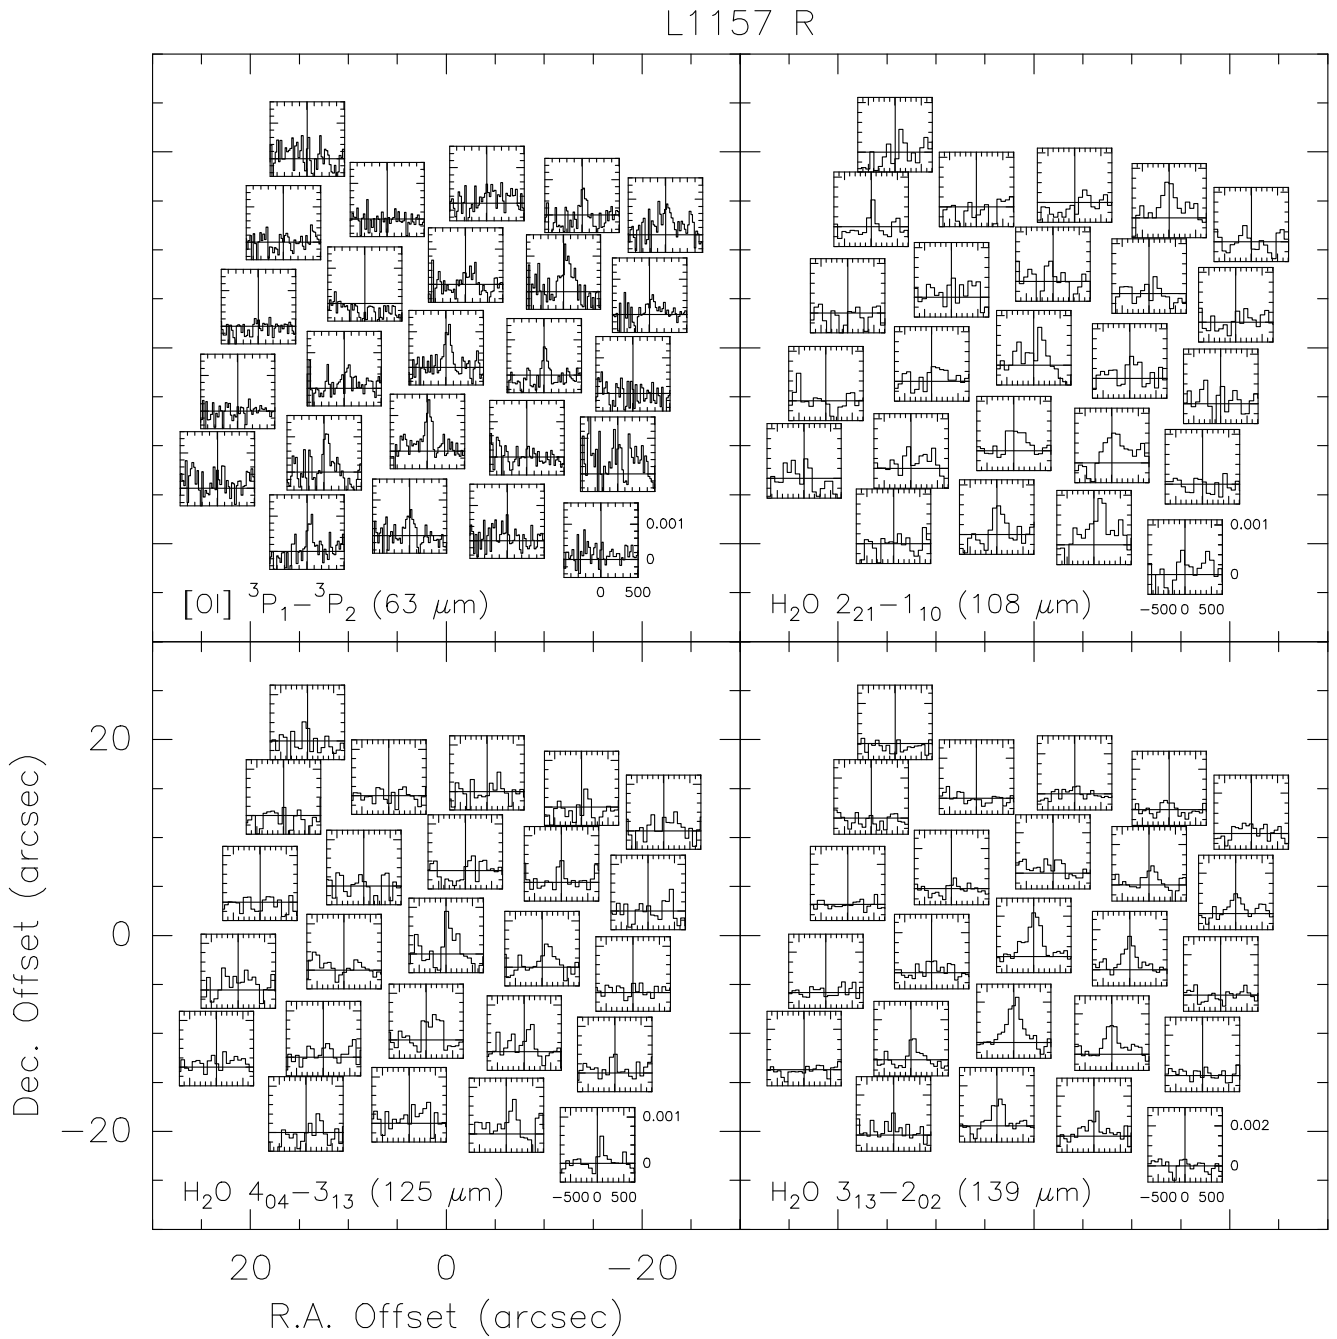 L1157 R
0.001
0
0 500
[OI] ³P₁−³P₂ (63 μm)
0.001
0
−500 0 500
H₂O 2₂₁−1₁₀ (108 μm)
20
0
−20
Dec. Offset (arcsec)
0.001
0
−500 0 500
H₂O 4₀₄−3₁₃ (125 μm)
0.002
0
−500 0 500
H₂O 3₁₃−2₀₂ (139 μm)
20 0 −20
R.A. Offset (arcsec)